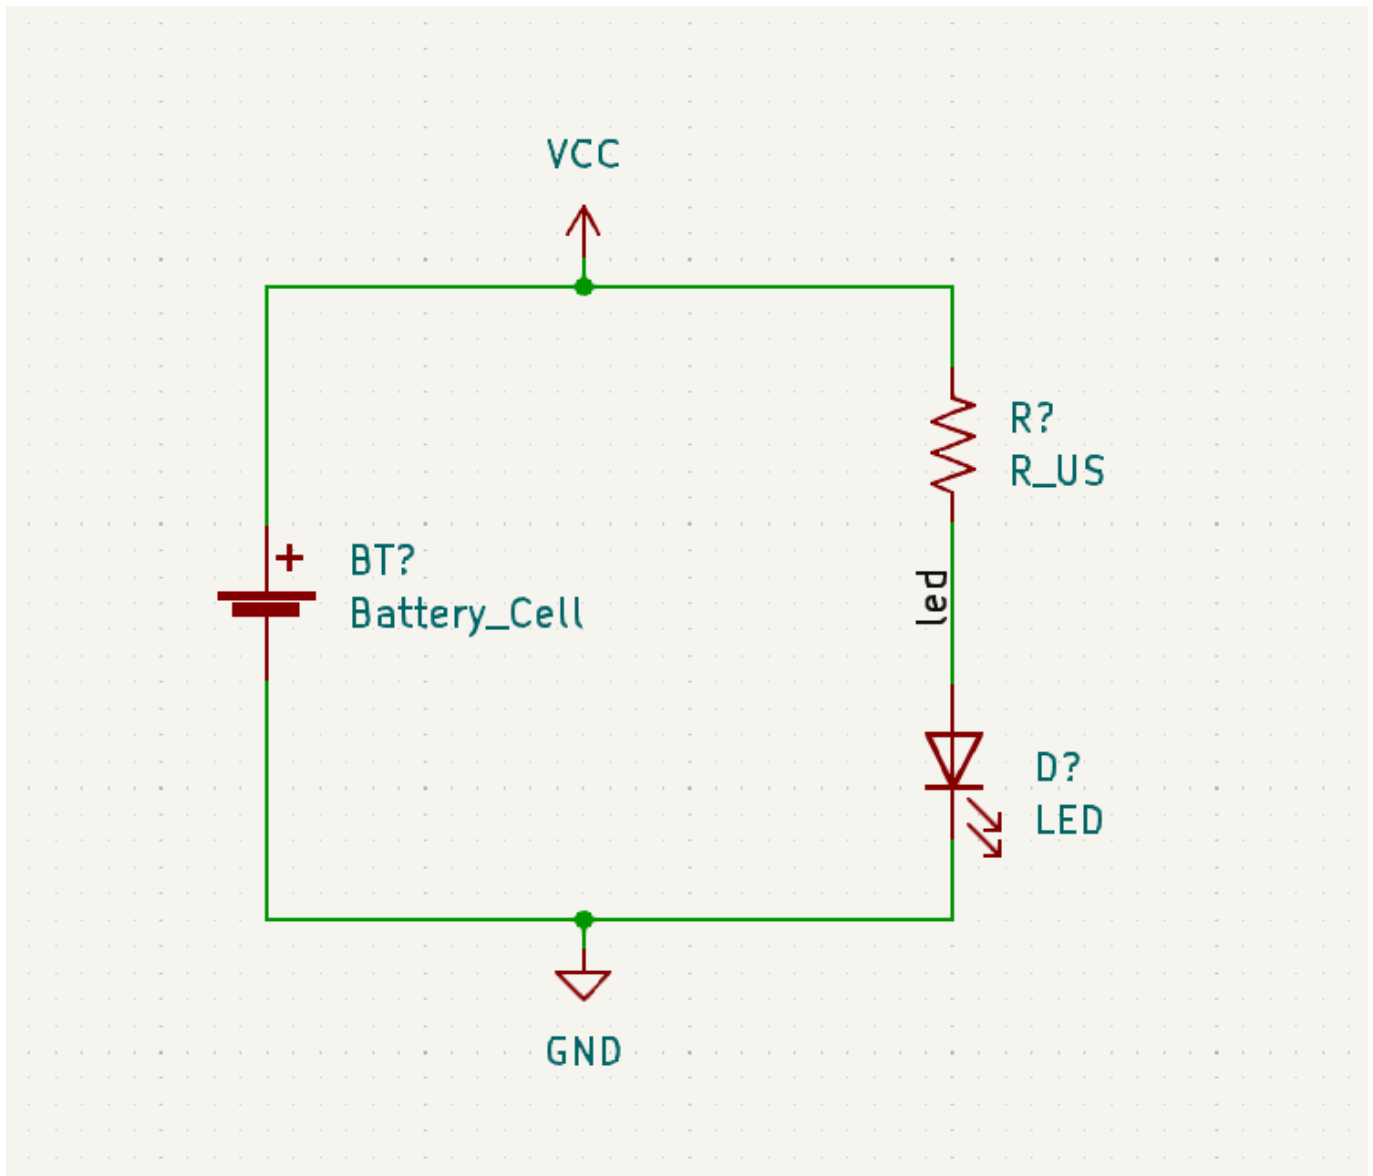 VCC
R?
R_US
+
BT?
Battery_Cell
led
D?
LED
GND